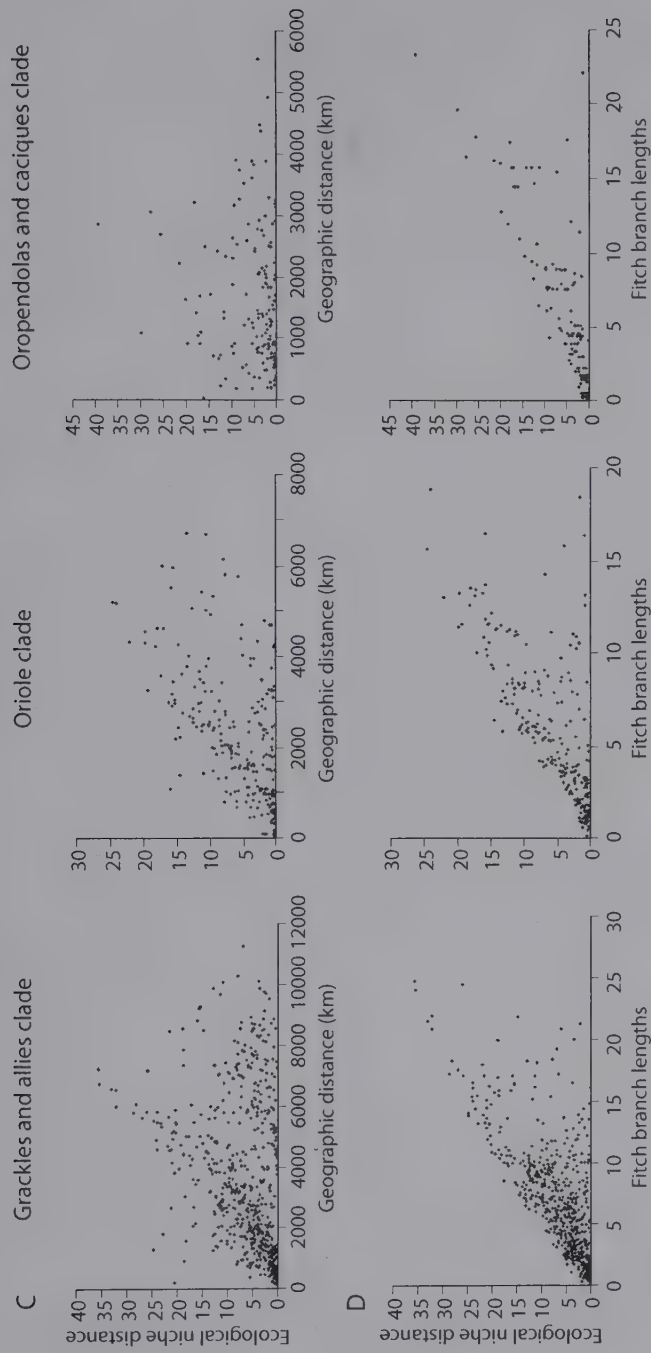 Grackles and allies clade
Oriole clade
Oropendolas and caciques clade
C
Ecological niche distance
40
35
30
25
20
15
10
5
0
0 2000 4000 6000 8000 10000 12000
Geographic distance (km)
30
25
20
15
10
5
0
0 2000 4000 6000 8000
Geographic distance (km)
45
40
35
30
25
20
15
10
5
0
0 1000 2000 3000 4000 5000 6000
Geographic distance (km)
D
Ecological niche distance
40
35
30
25
20
15
10
5
0
0 5 10 15 20 25 30
Fitch branch lengths
30
25
20
15
10
5
0
0 5 10 15 20
Fitch branch lengths
45
40
35
30
25
20
15
10
5
0
0 5 10 15 20 25
Fitch branch lengths